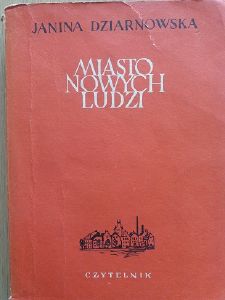 JANINA DZIARNOWSKA
MIASTO
NOWYCH
LUDZI
CZYTELNIK